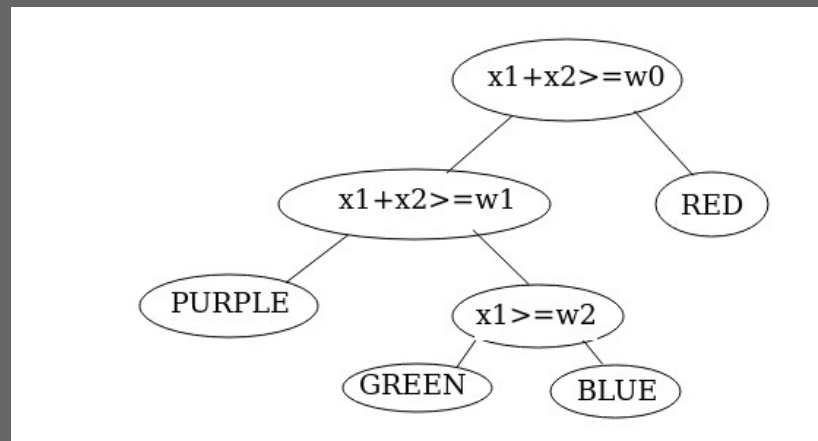 x1+x2>=w0
x1+x2>=w1
RED
PURPLE
x1>=w2
GREEN
BLUE